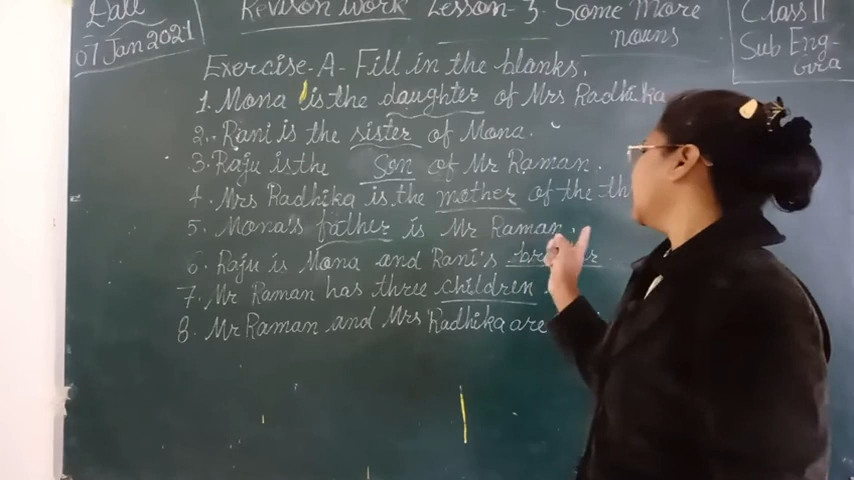 Date
07 Jan 2021
Revison Work Lesson-3. Some More
nouns
Class II
Sub Eng-
Exercise-A- Fill in the blanks.
1. Mona is the daughter of Mrs Radhika
2. Rani is the sister of Mona.
3. Raju is the Son of Mr Raman.
4. Mrs Radhika is the mother of the
5. Mona's father is Mr Raman.
6. Raju is Mona and Rani's
7. Mr Raman has three children
8. Mr Raman and Mrs Radhika are